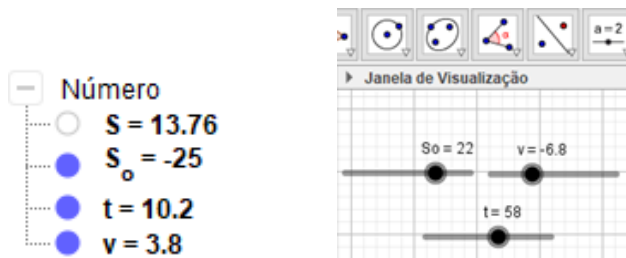 Número
S = 13.76
So = -25
t = 10.2
v = 3.8
a = 2
Janela de Visualização
So = 22
v = -6.8
t = 58